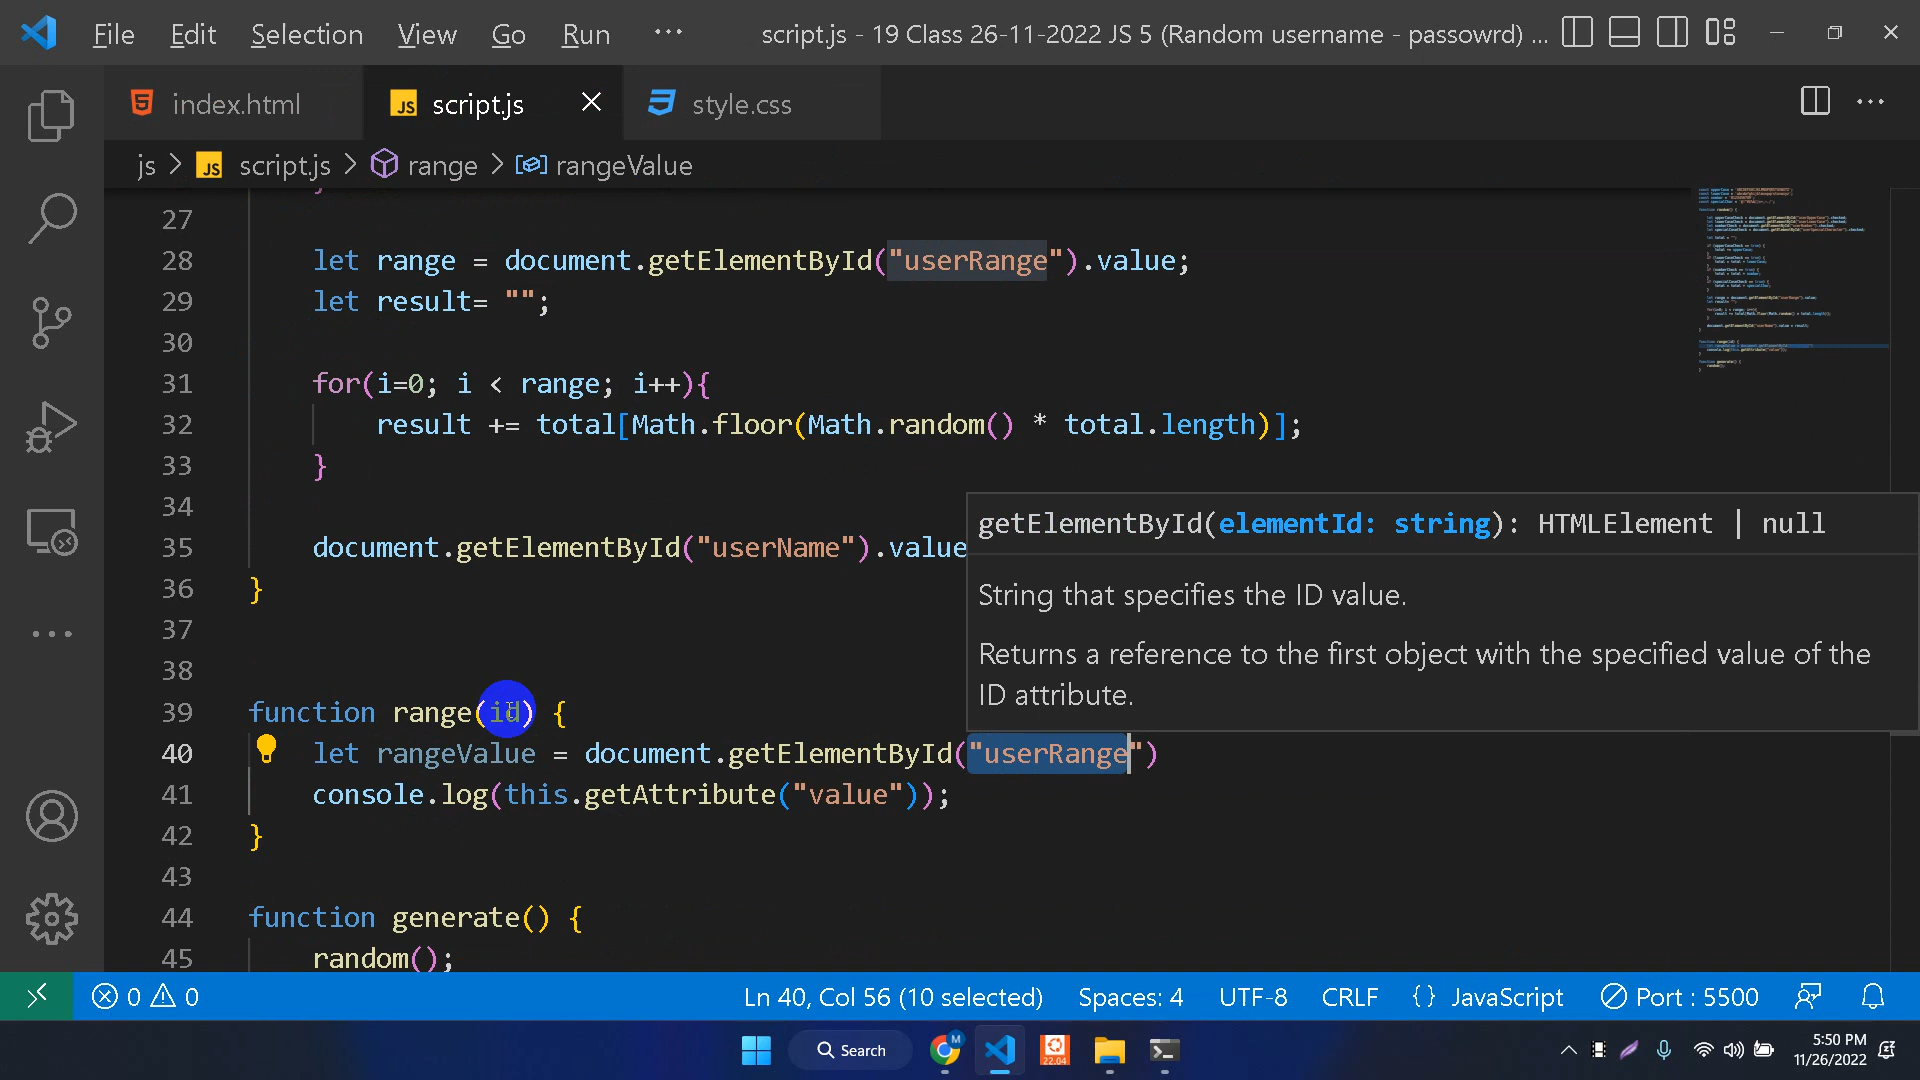 File Edit Selection View Go Run ··· script.js - 19 Class 26-11-2022 JS 5 (Random username - passowrd) ...
index.html JS script.js style.css
js > JS script.js > range > rangeValue
27
28 let range = document.getElementById("userRange").value;
29 let result= "";
30
31 for(i=0; i < range; i++){
32 result += total[Math.floor(Math.random() * total.length)];
33 }
34
getElementById(elementId: string): HTMLElement | null
35 document.getElementById("userName").value
String that specifies the ID value.
36 }
Returns a reference to the first object with the specified value of the
ID attribute.
37
38
39 function range(id) {
40 let rangeValue = document.getElementById("userRange")
41 console.log(this.getAttribute("value"));
42 }
43
44 function generate() {
45 random();
0 0 Ln 40, Col 56 (10 selected) Spaces: 4 UTF-8 CRLF {} JavaScript Port : 5500
Search M 22.04 5:50 PM
11/26/2022